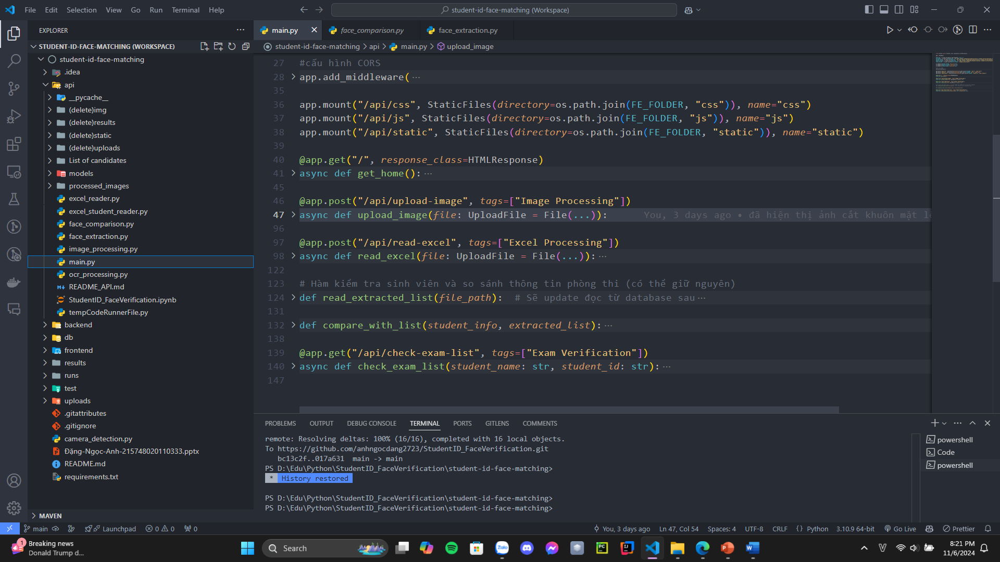 File Edit Selection View Go Run Terminal Help
student-id-face-matching (Workspace)
EXPLORER
STUDENT-ID-FACE-MATCHING (WORKSPACE)
student-id-face-matching
.idea
api
__pycache__
(delete)img
(delete)results
(delete)static
(delete)uploads
List of candidates
models
processed_images
excel_reader.py
excel_student_reader.py
face_comparison.py
face_extraction.py
image_processing.py
main.py
ocr_processing.py
README_API.md
StudentID_FaceVerification.ipynb
tempCodeRunnerFile.py
backend
db
frontend
results
runs
test
uploads
.gitattributes
.gitignore
camera_detection.py
Đặng-Ngọc-Anh-215748020110333.pptx
README.md
requirements.txt
MAVEN
main.py face_comparison.py face_extraction.py
student-id-face-matching > api > main.py > upload_image
27 #cấu hình CORS
28 app.add_middleware( ···
35
36 app.mount("/api/css", StaticFiles(directory=os.path.join(FE_FOLDER, "css")), name="css")
37 app.mount("/api/js", StaticFiles(directory=os.path.join(FE_FOLDER, "js")), name="js")
38 app.mount("/api/static", StaticFiles(directory=os.path.join(FE_FOLDER, "static")), name="static")
39
40 @app.get("/", response_class=HTMLResponse)
41 async def get_home(): ···
45
46 @app.post("/api/upload-image", tags=["Image Processing"])
47 async def upload_image(file: UploadFile = File(...)): You, 3 days ago • đã hiện thị ảnh cắt khuôn mặt
96
97 @app.post("/api/read-excel", tags=["Excel Processing"])
98 async def read_excel(file: UploadFile = File(...)): ···
122
123 # Hàm kiểm tra sinh viên và so sánh thông tin phòng thi (có thể giữ nguyên)
124 def read_extracted_list(file_path): # Sẽ update đọc từ database sau ···
131
132 def compare_with_list(student_info, extracted_list): ···
138
139 @app.get("/api/check-exam-list", tags=["Exam Verification"])
140 async def check_exam_list(student_name: str, student_id: str): ···
147
PROBLEMS OUTPUT DEBUG CONSOLE TERMINAL PORTS GITLENS COMMENTS
remote: Resolving deltas: 100% (16/16), completed with 16 local objects.
To https://github.com/anhngocdang2723/StudentID_FaceVerification.git
bc13c2f..017a631 main -> main
PS D:\Edu\Python\StudentID_FaceVerification\student-id-face-matching>
* History restored
PS D:\Edu\Python\StudentID_FaceVerification\student-id-face-matching>
PS D:\Edu\Python\StudentID_FaceVerification\student-id-face-matching>
powershell
Code
powershell
main Launchpad 0 0 0 You, 3 days ago Ln 47, Col 54 Spaces: 4 UTF-8 CRLF {} Python 3.10.9 64-bit Go Live Prettier
1
Breaking news
Donald Trump d...
Search
Zalo
PC
IJ
8:21 PM
11/6/2024